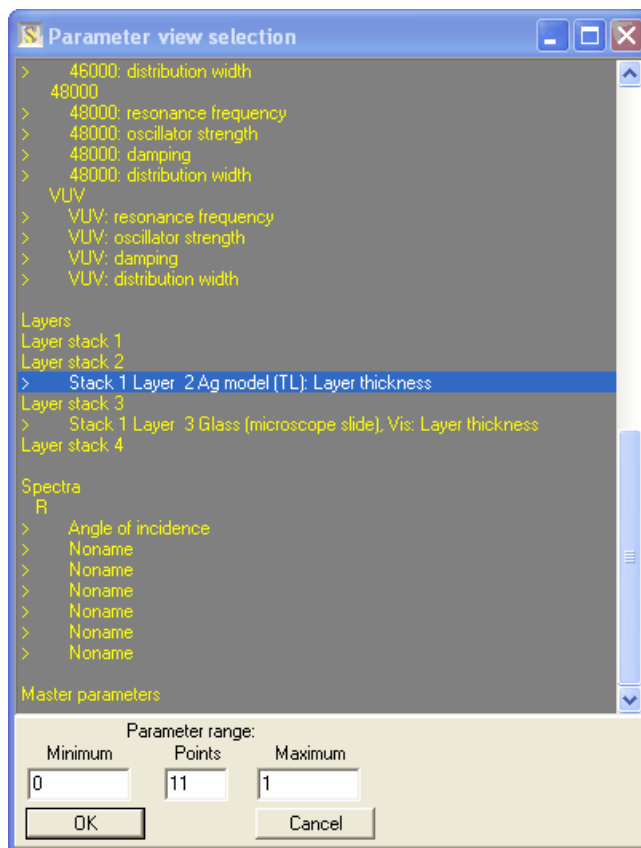 Parameter view selection
> 46000: distribution width
48000
> 48000: resonance frequency
> 48000: oscillator strength
> 48000: damping
> 48000: distribution width
VUV
> VUV: resonance frequency
> VUV: oscillator strength
> VUV: damping
> VUV: distribution width
Layers
Layer stack 1
Layer stack 2
> Stack 1 Layer 2 Ag model (TL): Layer thickness
Layer stack 3
> Stack 1 Layer 3 Glass (microscope slide), Vis: Layer thickness
Layer stack 4
Spectra
R
> Angle of incidence
> Noname
> Noname
> Noname
> Noname
> Noname
> Noname
Master parameters
Parameter range:
Minimum Points Maximum
0 11 1
OK Cancel